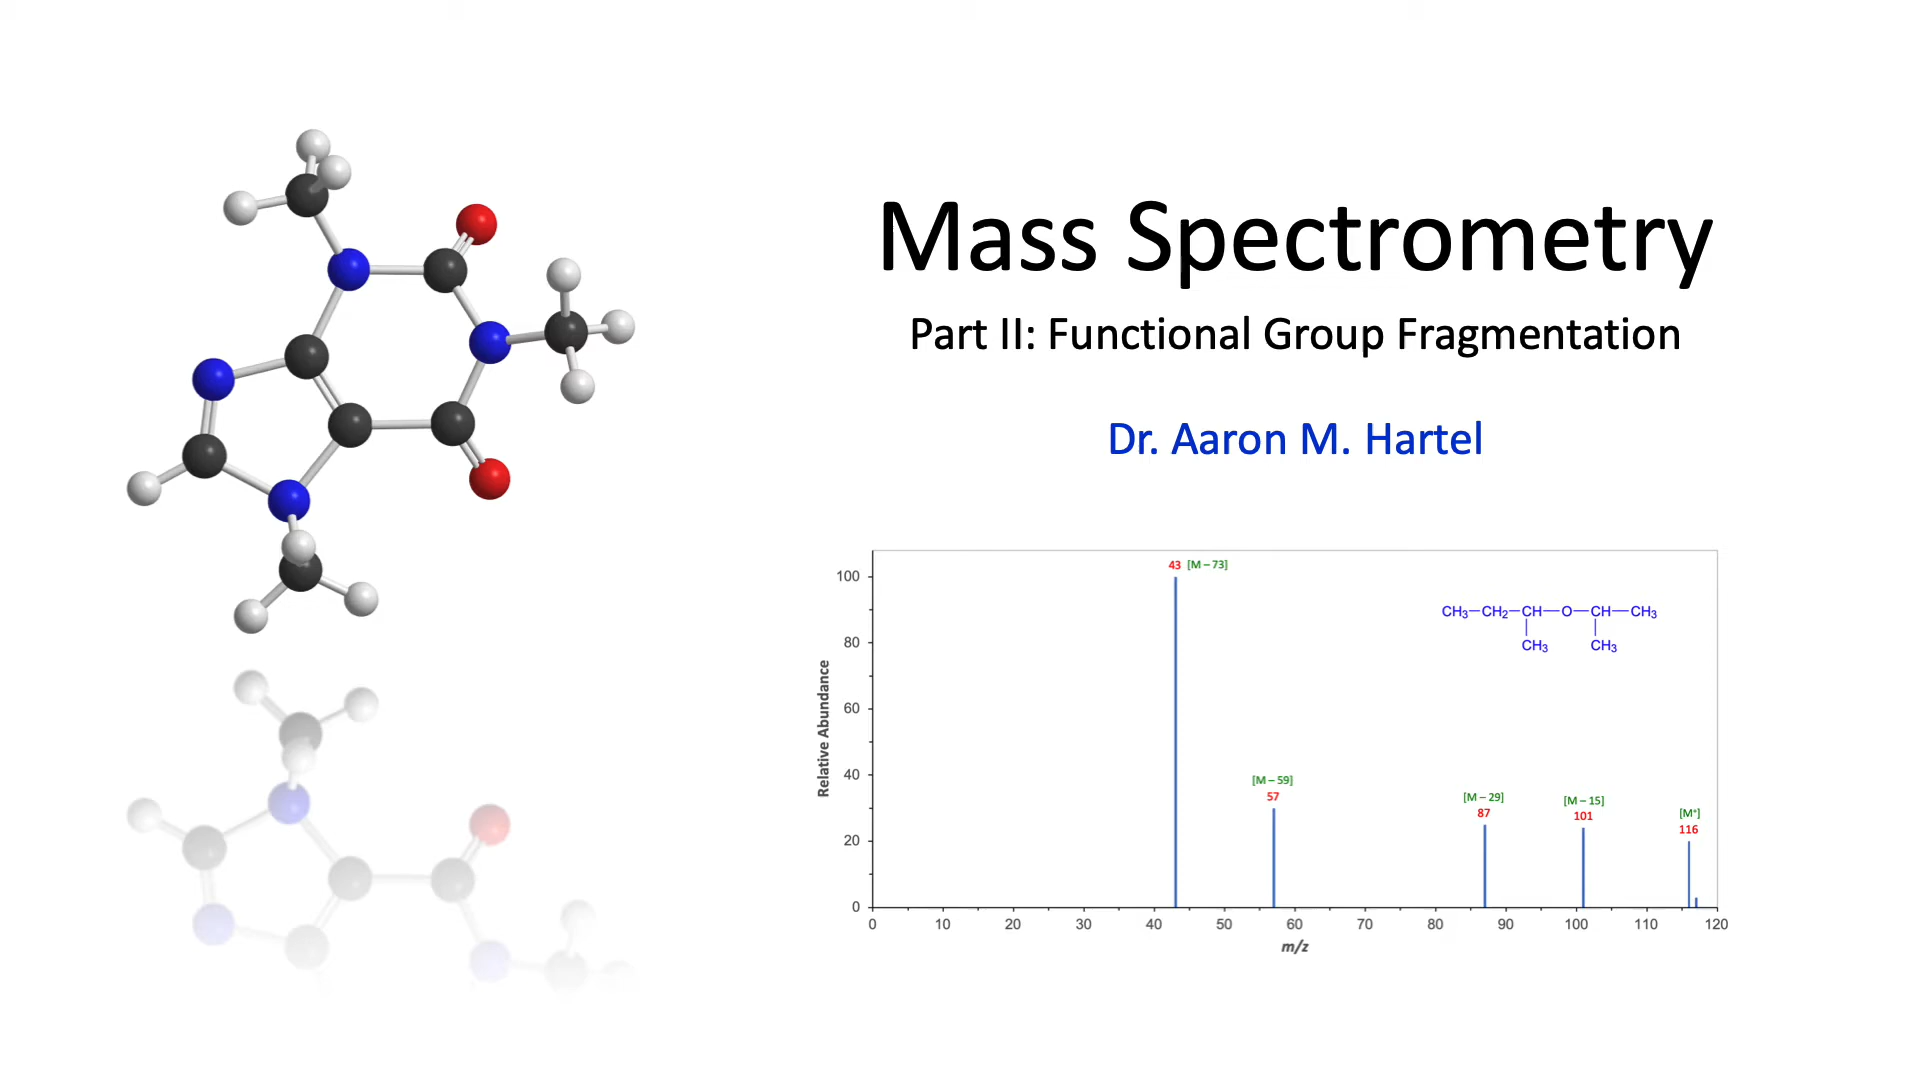 Mass Spectrometry
Part II: Functional Group Fragmentation
Dr. Aaron M. Hartel
43 [M – 73]
100
80
60
40
20
0
Relative Abundance
CH₃—CH₂—CH—O—CH—CH₃
CH₃ CH₃
[M – 59]
57
[M – 29]
87
[M – 15]
101
[M⁺]
116
0 10 20 30 40 50 60 70 80 90 100 110 120
m/z